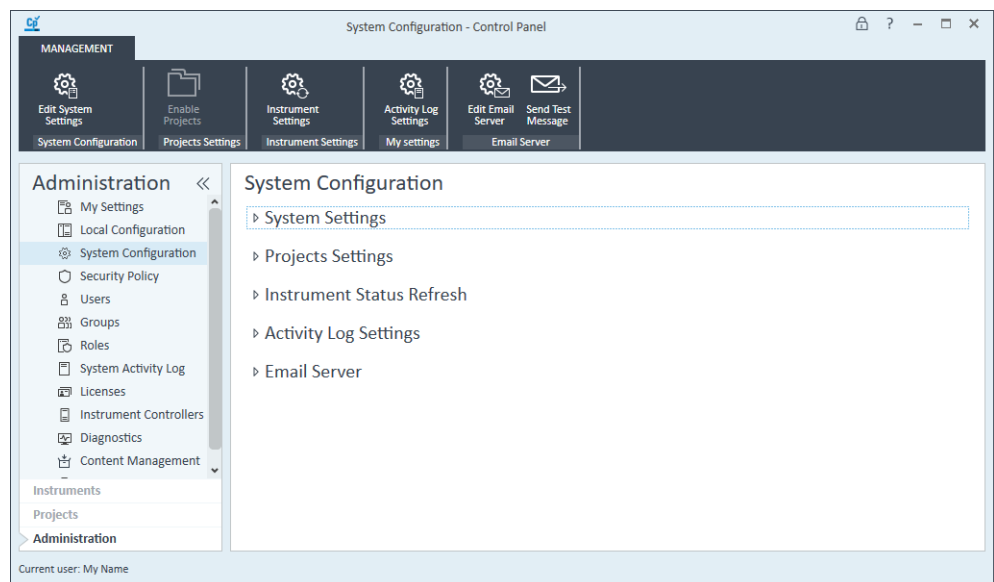 Cp
System Configuration - Control Panel
?
MANAGEMENT
Edit System
Settings
Enable
Projects
Instrument
Settings
Activity Log
Settings
Edit Email
Server
Send Test
Message
System Configuration
Projects Settings
Instrument Settings
My settings
Email Server
Administration
My Settings
Local Configuration
System Configuration
Security Policy
Users
Groups
Roles
System Activity Log
Licenses
Instrument Controllers
Diagnostics
Content Management
Instruments
Projects
Administration
System Configuration
System Settings
Projects Settings
Instrument Status Refresh
Activity Log Settings
Email Server
Current user: My Name